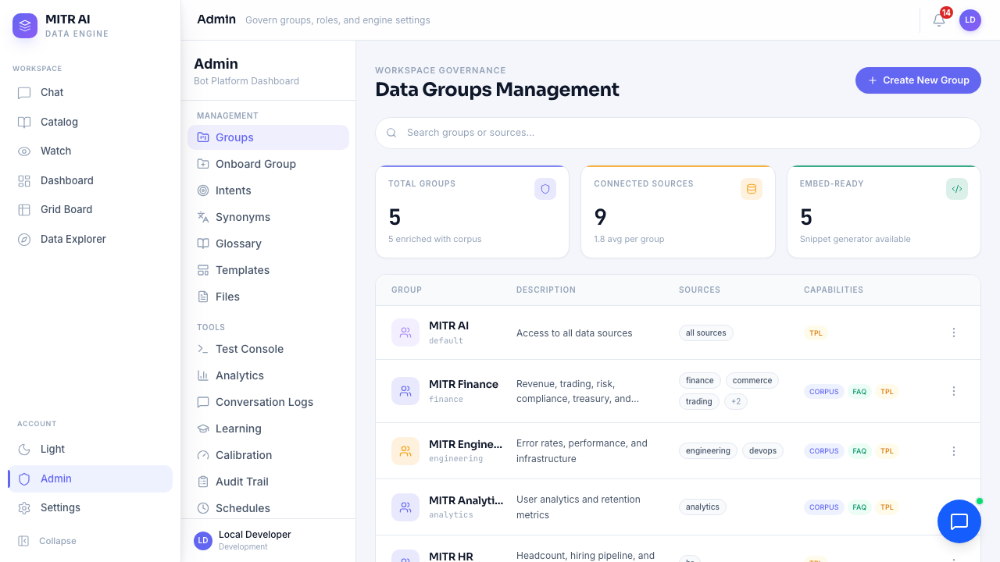 MITR AI
DATA ENGINE
WORKSPACE
Chat
Catalog
Watch
Dashboard
Grid Board
Data Explorer
ACCOUNT
Light
Admin
Settings
Collapse
Admin
Govern groups, roles, and engine settings
14
LD
Admin
Bot Platform Dashboard
MANAGEMENT
Groups
Onboard Group
Intents
Synonyms
Glossary
Templates
Files
TOOLS
Test Console
Analytics
Conversation Logs
Learning
Calibration
Audit Trail
Schedules
LD
Local Developer
Development
WORKSPACE GOVERNANCE
Data Groups Management
Create New Group
Search groups or sources...
TOTAL GROUPS
5
5 enriched with corpus
CONNECTED SOURCES
9
1.8 avg per group
EMBED-READY
5
Snippet generator available
GROUP DESCRIPTION SOURCES CAPABILITIES
MITR AI
default
Access to all data sources
all sources
TPL
MITR Finance
finance
Revenue, trading, risk,
compliance, treasury, and...
finance commerce
trading +2
CORPUS FAQ TPL
MITR Engine...
engineering
Error rates, performance, and
infrastructure
engineering devops
CORPUS FAQ TPL
MITR Analyti...
analytics
User analytics and retention
metrics
analytics
CORPUS FAQ TPL
MITR HR
Headcount, hiring pipeline, and